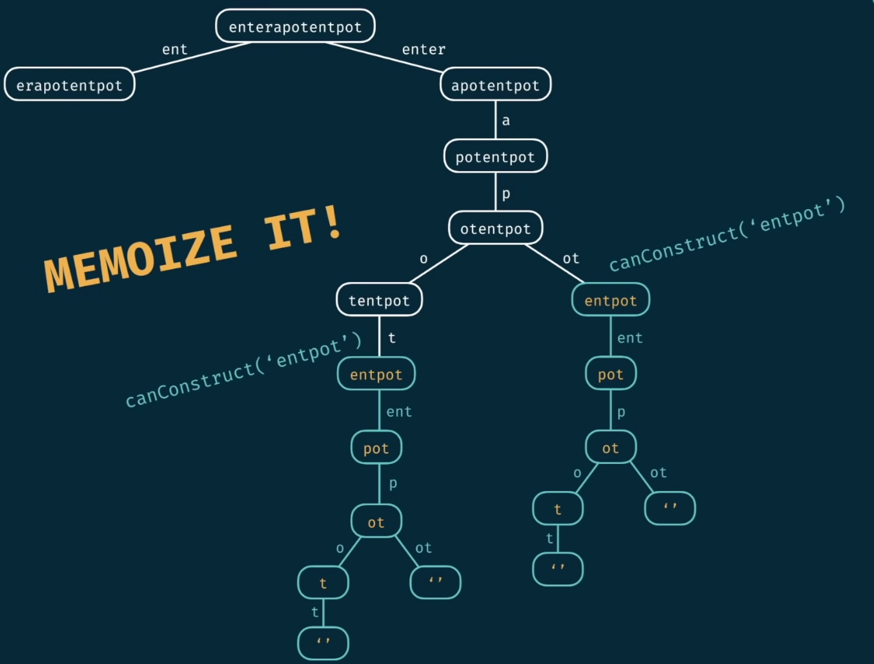 enterapotentpot
ent
enter
erapotentpot
apotentpot
a
potentpot
p
otentpot
MEMOIZE IT!
canConstruct(‘entpot’)
o
ot
tentpot
entpot
t
ent
canConstruct(‘entpot’)
entpot
pot
ent
p
pot
ot
p
o
ot
t
‘’
ot
t
o
ot
‘’
t
‘’
t
‘’